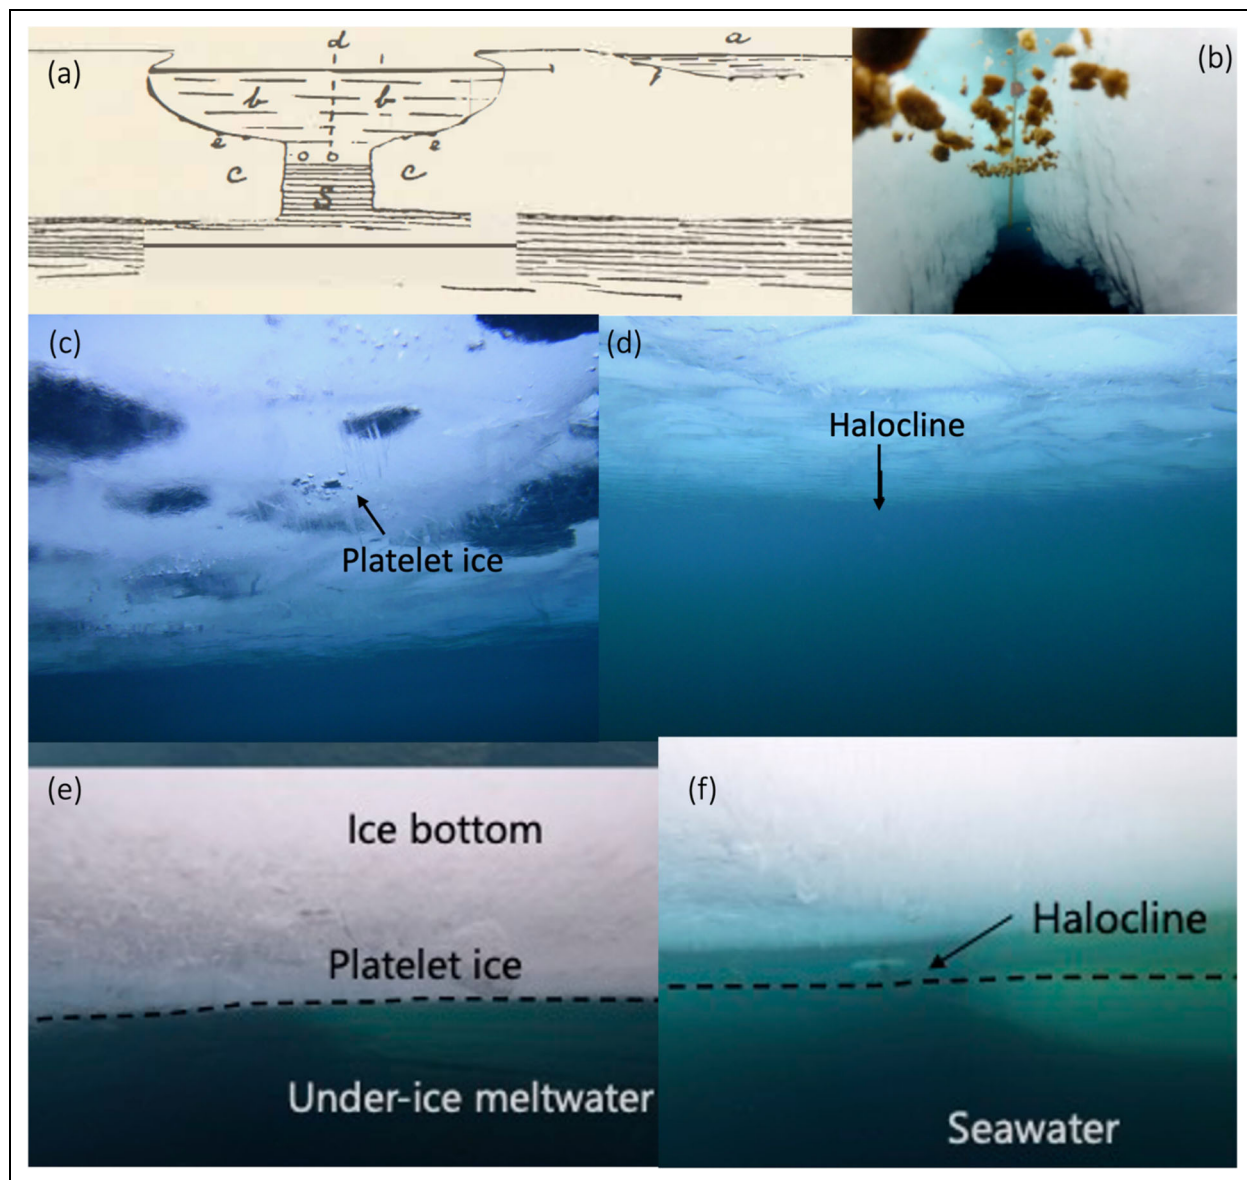 (a)
d
a
b
b
e
e
o o
c
c
S
(b)
(c)
Platelet ice
(d)
Halocline
(e)
Ice bottom
Platelet ice
Under-ice meltwater
(f)
Halocline
Seawater